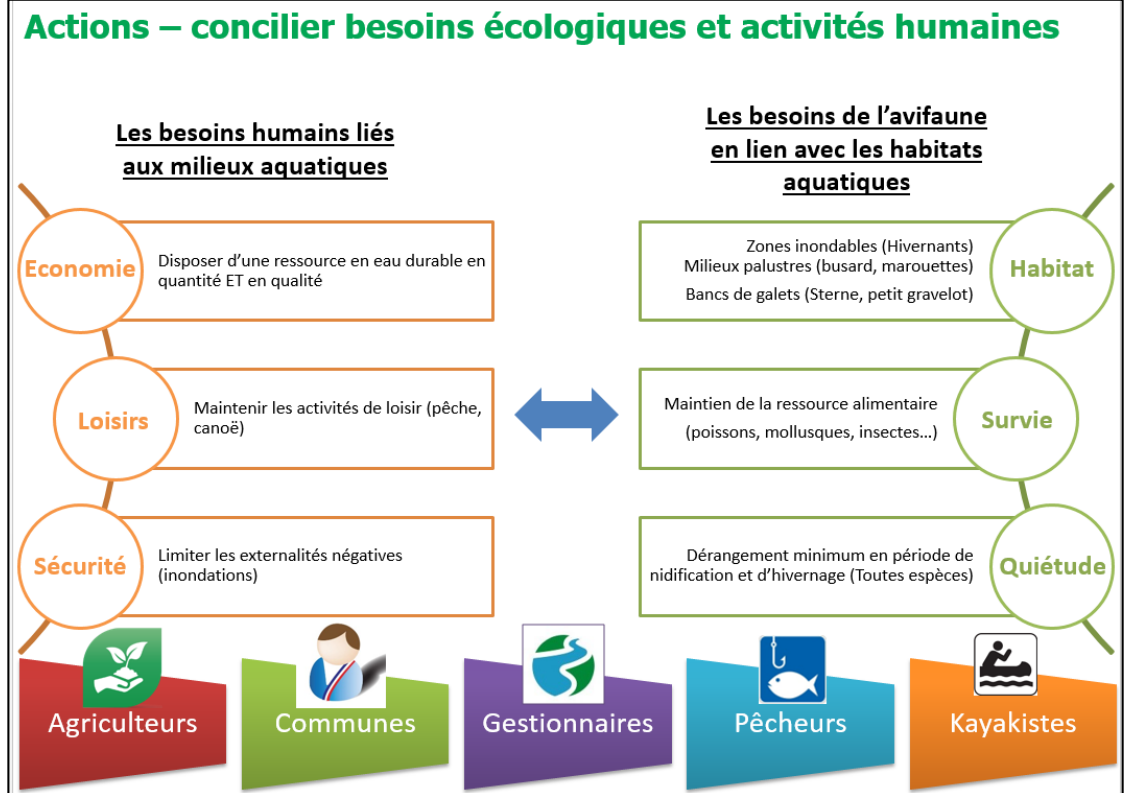 Actions – concilier besoins écologiques et activités humaines
Les besoins humains liés
aux milieux aquatiques
Economie
Disposer d’une ressource en eau durable en
quantité ET en qualité
Loisirs
Maintenir les activités de loisir (pêche,
canoë)
Sécurité
Limiter les externalités négatives
(inondations)
Les besoins de l’avifaune
en lien avec les habitats
aquatiques
Zones inondables (Hivernants)
Milieux palustres (busard, marouettes)
Bancs de galets (Sterne, petit gravelot)
Habitat
Maintien de la ressource alimentaire
(poissons, mollusques, insectes…)
Survie
Dérangement minimum en période de
nidification et d’hivernage (Toutes espèces)
Quiétude
Agriculteurs
Communes
Gestionnaires
Pêcheurs
Kayakistes